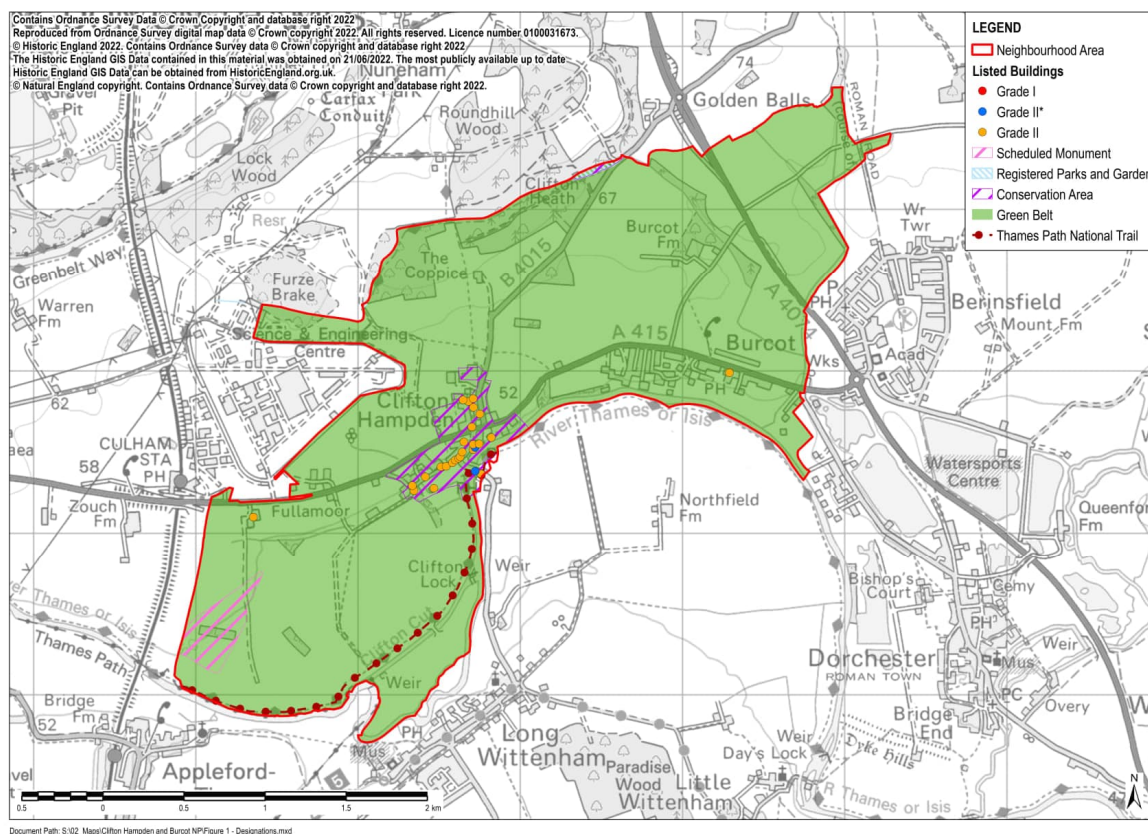 Contains Ordnance Survey Data © Crown Copyright and database right 2022
Reproduced from Ordnance Survey digital map data © Crown copyright 2022. All rights reserved. Licence number 0100031673.
© Historic England 2022. Contains Ordnance Survey data © Crown copyright and database right 2022
The Historic England GIS Data contained in this material was obtained on 21/06/2022. The most publicly available up to date
Historic England GIS Data can be obtained from HistoricEngland.org.uk.
© Natural England copyright. Contains Ordnance Survey data © Crown copyright and database right 2022.
LEGEND
Neighbourhood Area
Listed Buildings
Grade I
Grade II*
Grade II
Scheduled Monument
Registered Parks and Garden
Conservation Area
Green Belt
Thames Path National Trail
Gravel
Pit
Nuneham
Park
Carfax
Conduit
Roundhill
Wood
74
Golden Balls
ROMAN ROAD
Course of
Lock
Wood
Clifton
Heath
67
Resr
Wr
Twr
Greenbelt Way
The
Coppice
B 4015
Burcot
Fm
Furze
Brake
A 4074
P
PH
Berinsfield
Mount Fm
Warren
Fm
Science & Engineering
Centre
A 415
Burcot
Wks
Acad
PH
62
52
Clifton
Hampden
River Thames or Isis
CULHAM
STA
PH
58
Watersports
Centre
Zouch
Fm
Fullamoor
Northfield
Fm
Queenfor
Fm
Clifton
Lock
Weir
Bishop's
Court
Cemy
PH
ver Thames or Isis
Thames Path
Clifton Cut
Weir
Weir
Mus
Dorchester
ROMAN TOWN
PC
Overy
Bridge
Fm
52
PH
Long
Wittenham
Weir
Day's Lock
Bridge
End
Dyke Hills
Mus
5
Appleford-
Paradise
Wood
Little
Wittenham
R Thames or Isis
N
0.5 0 0.5 1 1.5 2 km
Document Path: S:\02_Maps\Clifton Hampden and Burcot NP\Figure 1 - Designations.mxd